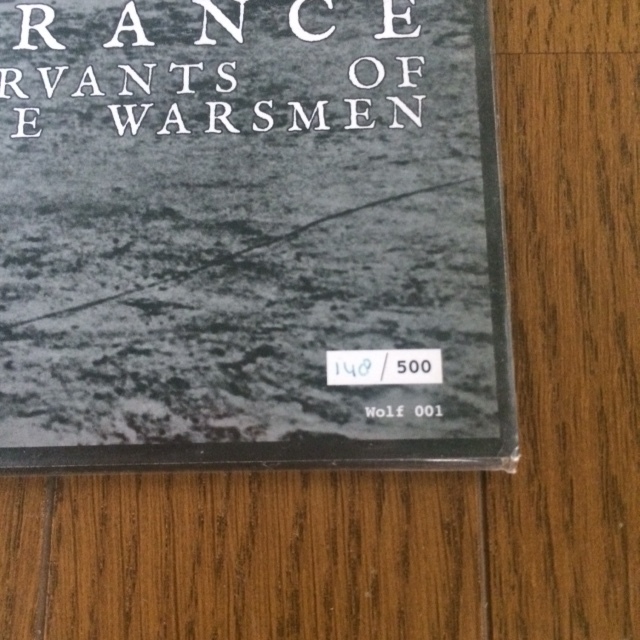 RANCE
RVANTS OF
E WARSMEN
148 / 500
Wolf 001